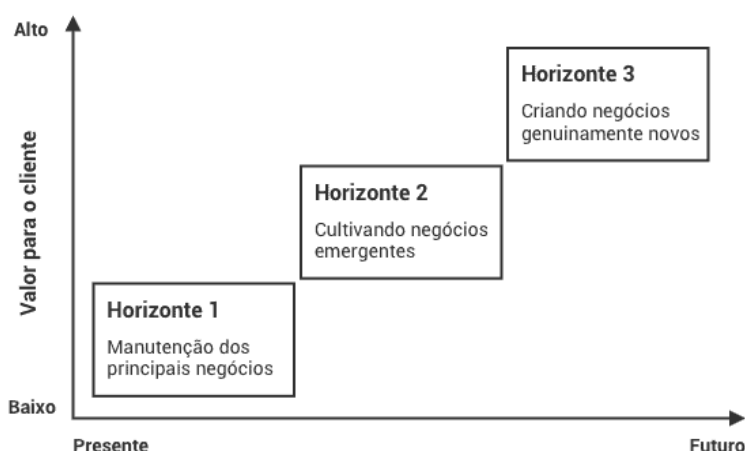 Alto
Horizonte 3
Criando negócios
genuinamente novos
Valor para o cliente
Horizonte 2
Cultivando negócios
emergentes
Horizonte 1
Manutenção dos
principais negócios
Baixo
Presente
Futuro